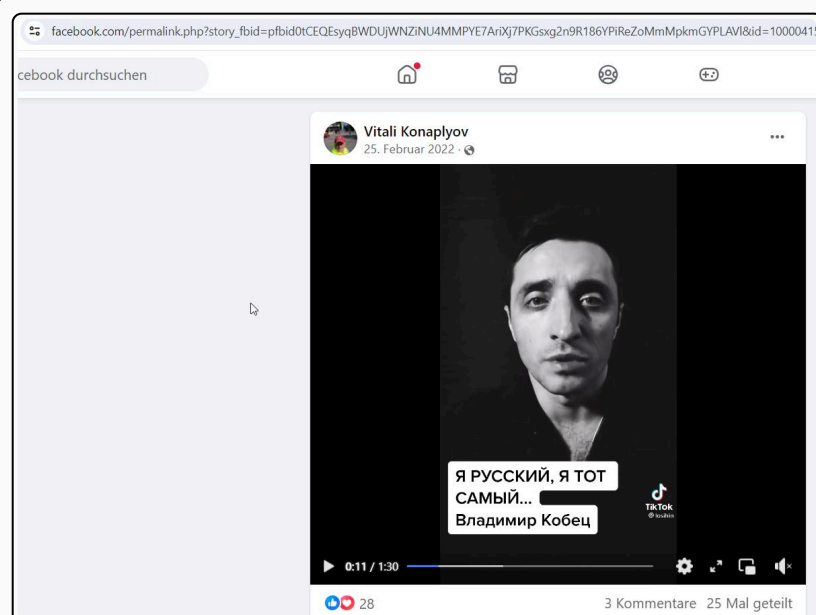 facebook.com/permalink.php?story_fbid=pfbid0tCEQEsyqBWDUjWNZiNU4MMPYE7AriXj7PKGsxg2n9R186YPiReZoMmMpkmGYPLAVl&id=10000415
cebook durchsuchen
Vitali Konaplyov
25. Februar 2022
Я РУССКИЙ, Я ТОТ
САМЫЙ...
Владимир Кобец
TikTok
0:11 / 1:30
28
3 Kommentare 25 Mal geteilt